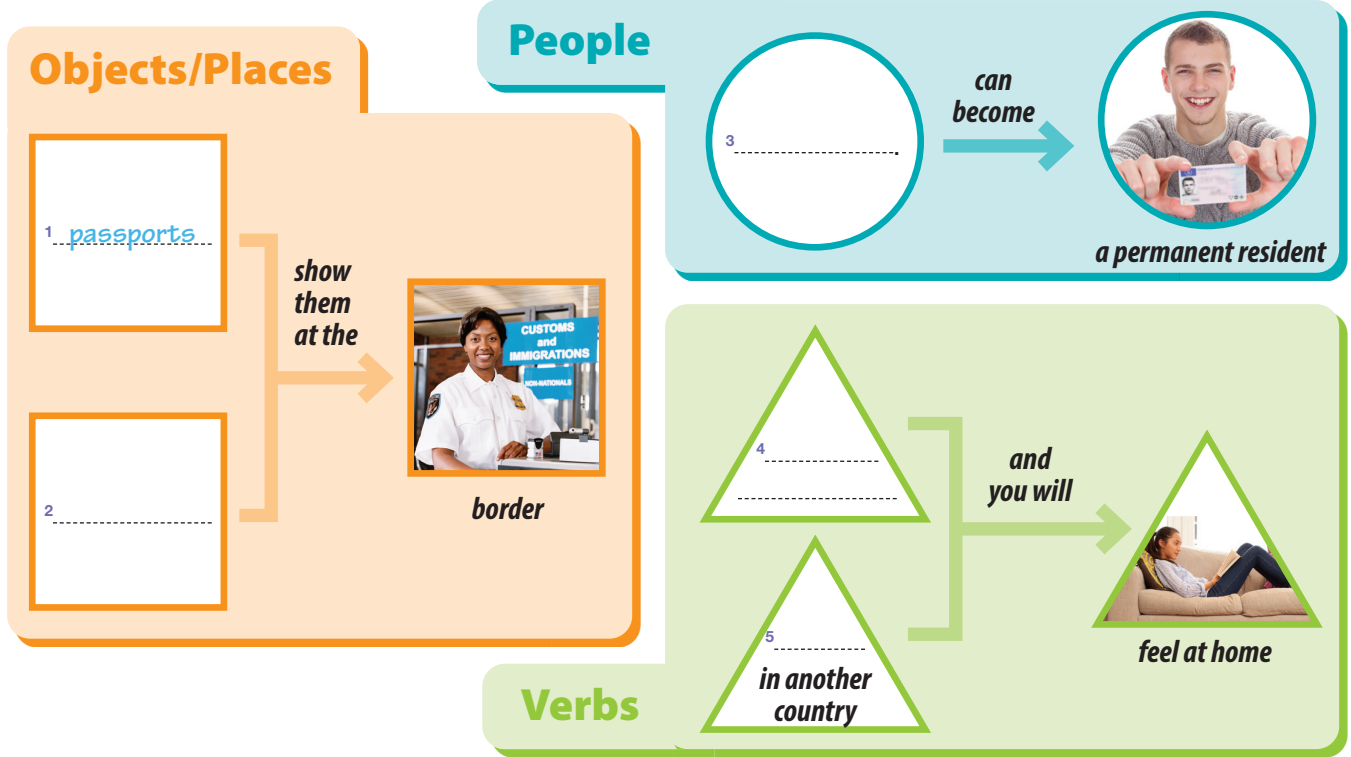 Objects/Places
1 passports
2
show
them
at the
CUSTOMS
and
IMMIGRATIONS
NON-NATIONALS
border
People
3 .
can
become
a permanent resident
4
5
in another
country
and
you will
feel at home
Verbs